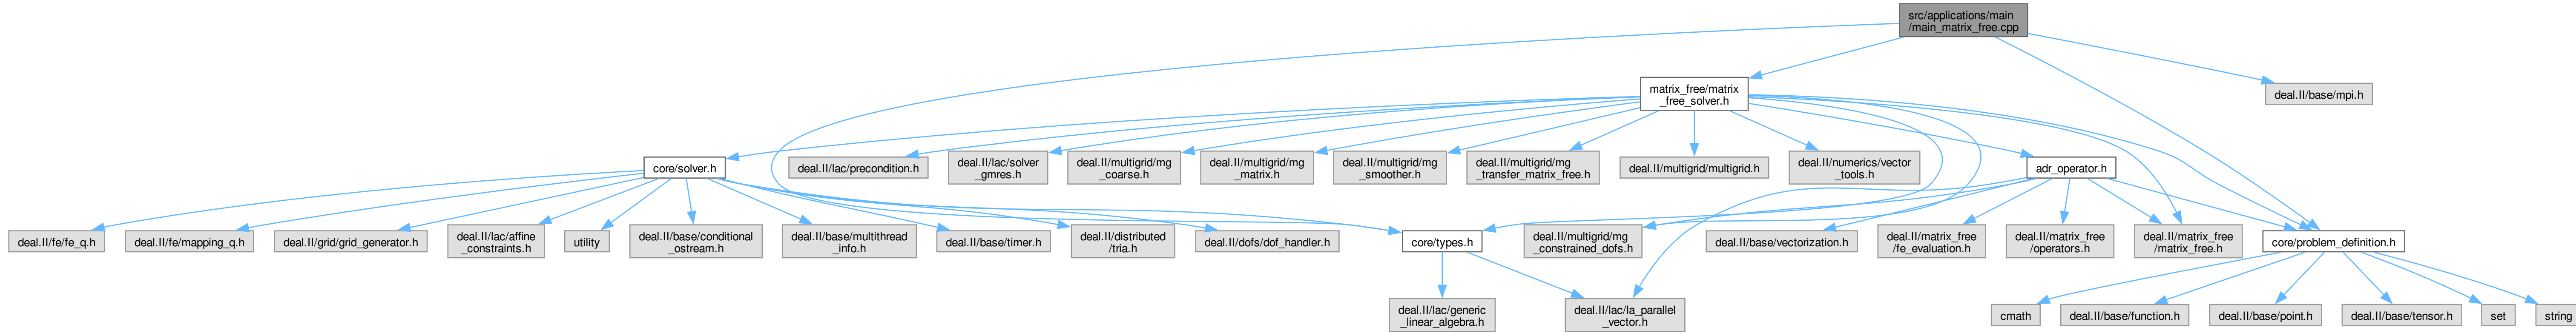 src/applications/main
/main_matrix_free.cpp
matrix_free/matrix
_free_solver.h
deal.II/base/mpi.h
core/solver.h
deal.II/lac/precondition.h
deal.II/lac/solver
_gmres.h
deal.II/multigrid/mg
_coarse.h
deal.II/multigrid/mg
_matrix.h
deal.II/multigrid/mg
_smoother.h
deal.II/multigrid/mg
_transfer_matrix_free.h
deal.II/multigrid/multigrid.h
deal.II/numerics/vector
_tools.h
adr_operator.h
deal.II/fe/fe_q.h
deal.II/fe/mapping_q.h
deal.II/grid/grid_generator.h
deal.II/lac/affine
_constraints.h
utility
deal.II/base/conditional
_ostream.h
deal.II/base/multithread
_info.h
deal.II/base/timer.h
deal.II/distributed
/tria.h
deal.II/dofs/dof_handler.h
core/types.h
deal.II/multigrid/mg
_constrained_dofs.h
deal.II/base/vectorization.h
deal.II/matrix_free
/fe_evaluation.h
deal.II/matrix_free
/operators.h
deal.II/matrix_free
/matrix_free.h
core/problem_definition.h
deal.II/lac/generic
_linear_algebra.h
deal.II/lac/la_parallel
_vector.h
cmath
deal.II/base/function.h
deal.II/base/point.h
deal.II/base/tensor.h
set
string